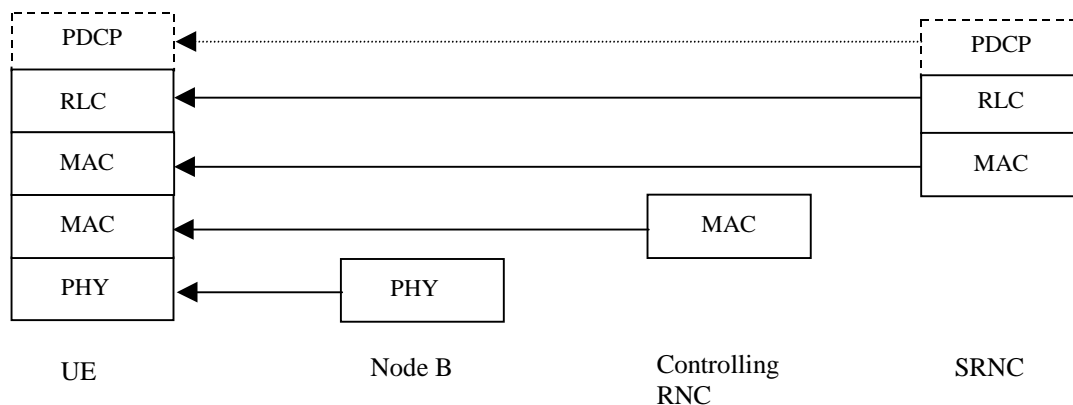 PDCP PDCP
RLC RLC
MAC MAC
MAC MAC
PHY PHY
UE Node B Controlling RNC SRNC